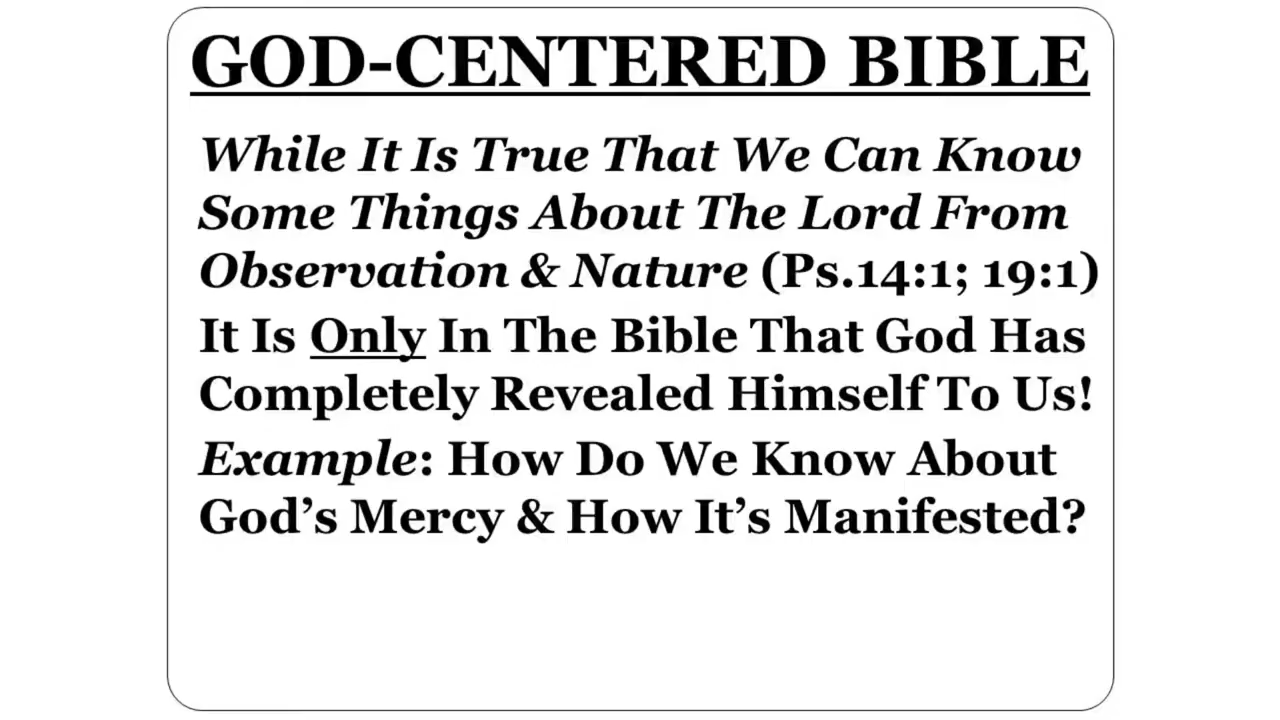 GOD-CENTERED BIBLE
While It Is True That We Can Know
Some Things About The Lord From
Observation & Nature (Ps.14:1; 19:1)
It Is Only In The Bible That God Has
Completely Revealed Himself To Us!
Example: How Do We Know About
God’s Mercy & How It’s Manifested?